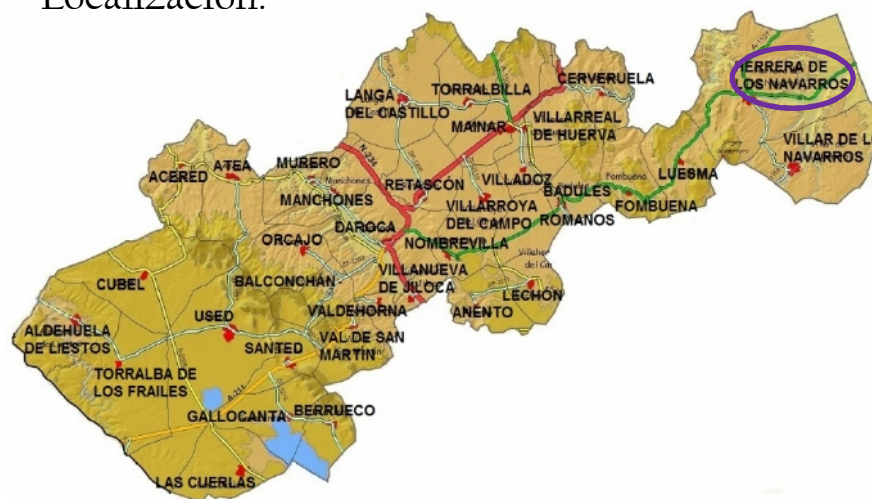 Localización:
HERRERA DE
LOS NAVARROS
CERVERUELA
TORRALBILLA
LANGA
DEL CASTILLO
MAINAR
VILLARREAL
DE HUERVA
VILLAR DE LO
NAVARROS
ACERED
ATEA
MURERO
MANCHONES
RETASCÓN
VILLADOZ
BADULES
LUESMA
FOMBUENA
VILLARROYA
DEL CAMPO
ROMANOS
DAROCA
NOMBREVILLA
ORCAJO
BALCONCHÁN
VILLANUEVA
DE JILOCA
CUBEL
LECHÓN
ANENTO
VALDEHORNA
ALDEHUELA
DE LIESTOS
USED
SANTED
VAL DE SAN
MARTÍN
TORRALBA DE
LOS FRAILES
GALLOCANTA
BERRUECO
LAS CUERLAS
N-234
A-211